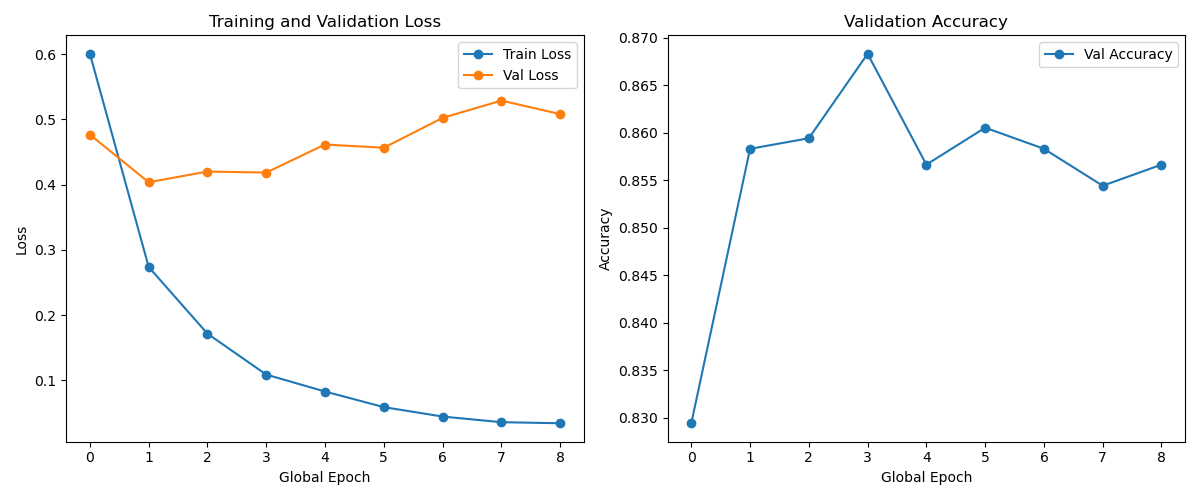 Training and Validation Loss
Train Loss
Val Loss
0.6
0.5
0.4
0.3
0.2
0.1
Loss
0 1 2 3 4 5 6 7 8
Global Epoch
Validation Accuracy
Val Accuracy
0.870
0.865
0.860
0.855
0.850
0.845
0.840
0.835
0.830
Accuracy
0 1 2 3 4 5 6 7 8
Global Epoch